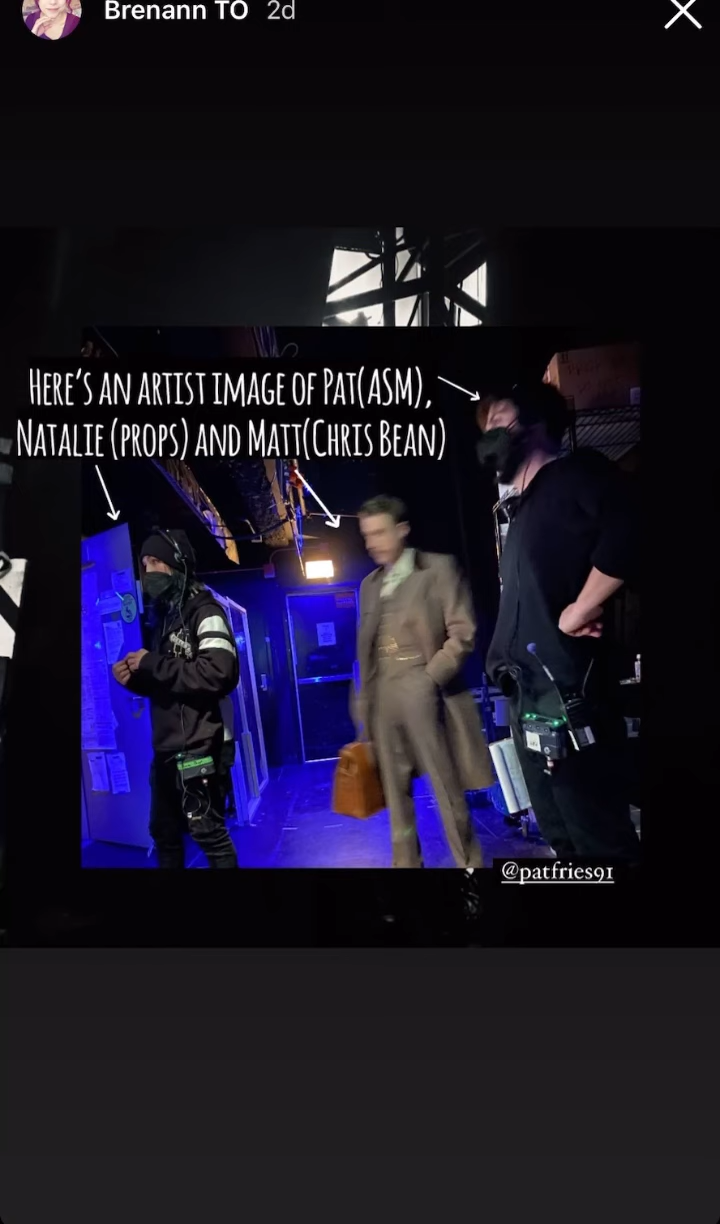 Brenann TO 2d
HERE'S AN ARTIST IMAGE OF PAT(ASM),
NATALIE (PROPS) AND MATT(CHRIS BEAN)
@patfries91